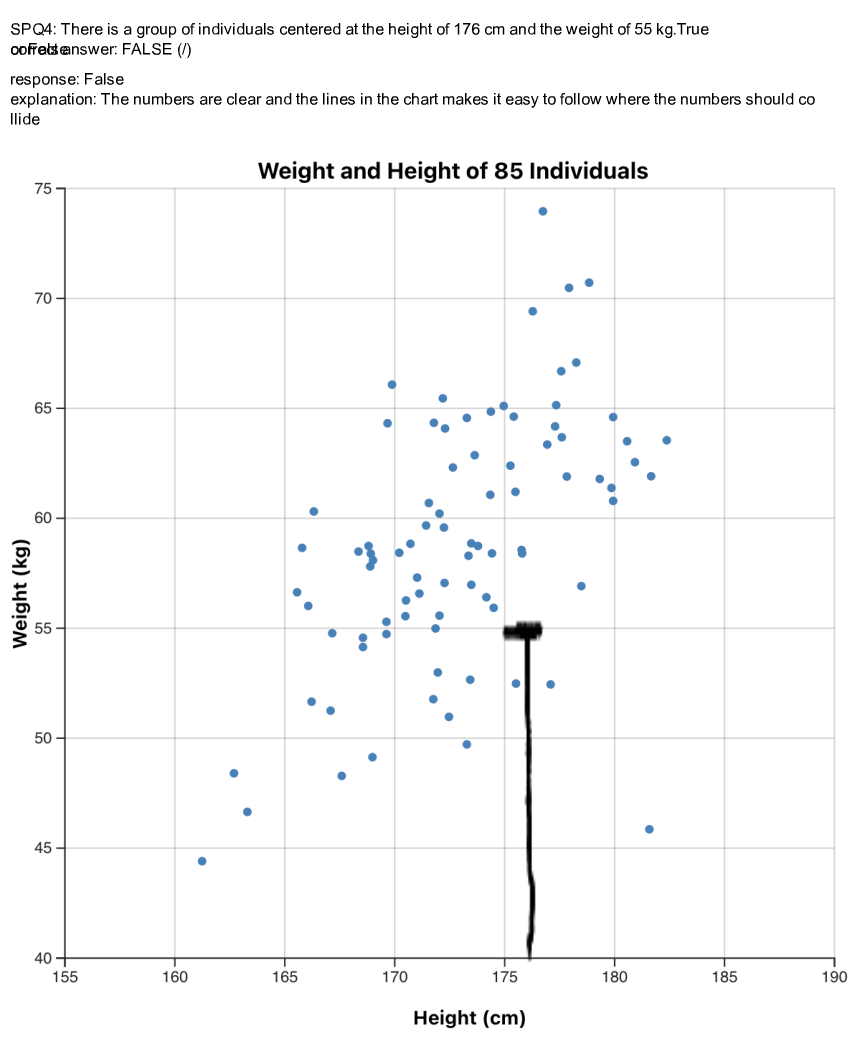 SPQ4: There is a group of individuals centered at the height of 176 cm and the weight of 55 kg.True
or False
correct answer: FALSE (/)
response: False
explanation: The numbers are clear and the lines in the chart makes it easy to follow where the numbers should co
llide
Weight and Height of 85 Individuals
75
70
65
60
55
50
45
40
Weight (kg)
155 160 165 170 175 180 185 190
Height (cm)